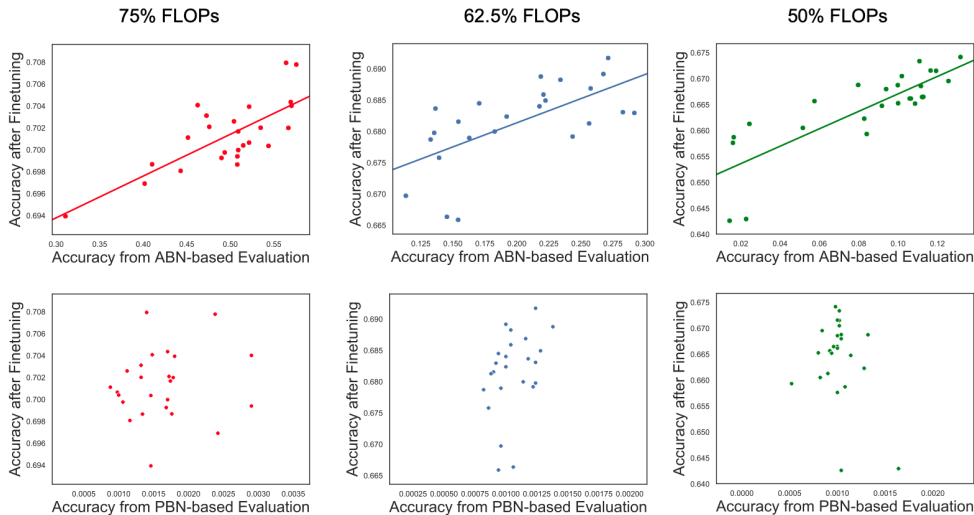 75% FLOPs
62.5% FLOPs
50% FLOPs
Accuracy after Finetuning
0.708
0.706
0.704
0.702
0.700
0.698
0.696
0.694
0.30 0.35 0.40 0.45 0.50 0.55
Accuracy from ABN-based Evaluation
Accuracy after Finetuning
0.690
0.685
0.680
0.675
0.670
0.665
0.125 0.150 0.175 0.200 0.225 0.250 0.275 0.300
Accuracy from ABN-based Evaluation
Accuracy after Finetuning
0.675
0.670
0.665
0.660
0.655
0.650
0.645
0.640
0.02 0.04 0.06 0.08 0.10 0.12
Accuracy from ABN-based Evaluation
Accuracy after Finetuning
0.708
0.706
0.704
0.702
0.700
0.698
0.696
0.694
0.0005 0.0010 0.0015 0.0020 0.0025 0.0030 0.0035
Accuracy from PBN-based Evaluation
Accuracy after Finetuning
0.690
0.685
0.680
0.675
0.670
0.665
0.00025 0.00050 0.00075 0.00100 0.00125 0.00150 0.00175 0.00200
Accuracy from PBN-based Evaluation
Accuracy after Finetuning
0.675
0.670
0.665
0.660
0.655
0.650
0.645
0.640
0.0000 0.0005 0.0010 0.0015 0.0020
Accuracy from PBN-based Evaluation